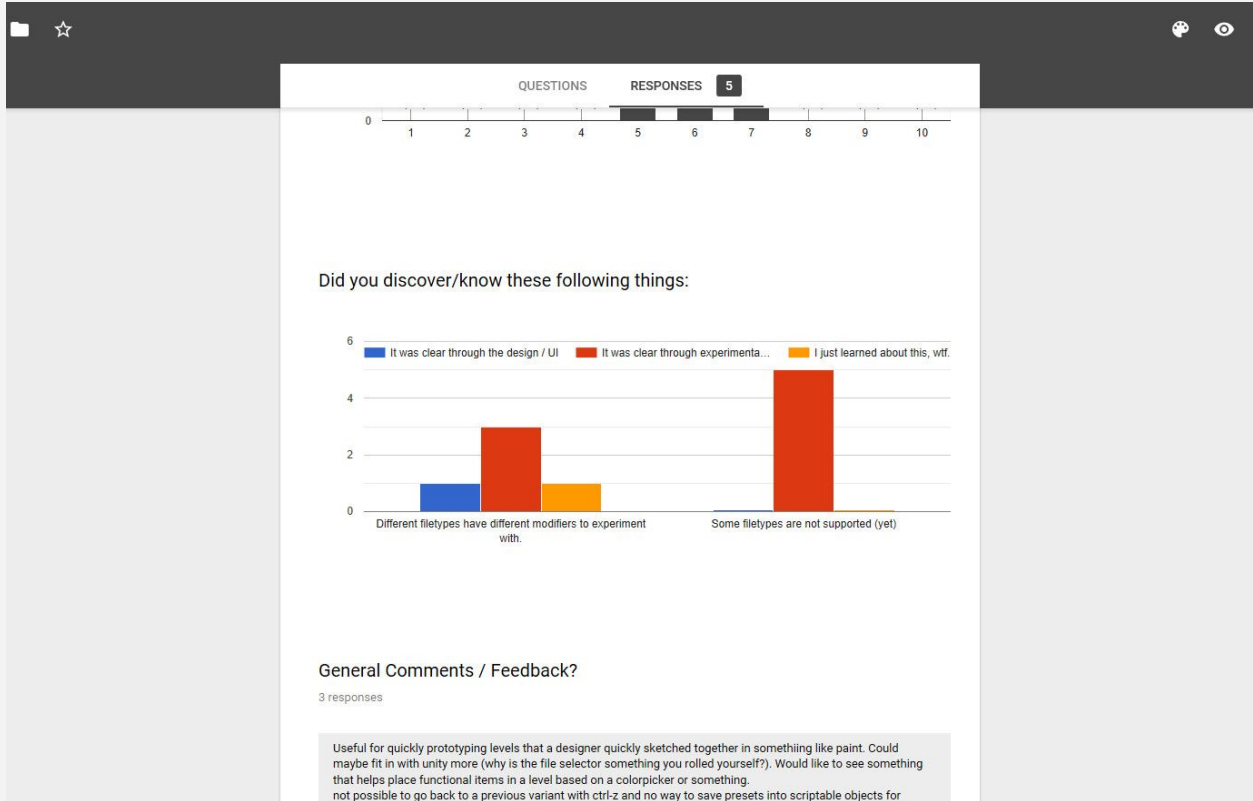 QUESTIONS RESPONSES 5
0
1 2 3 4 5 6 7 8 9 10
Did you discover/know these following things:
6
It was clear through the design / UI It was clear through experimenta... I just learned about this, wtf.
4
2
0
Different filetypes have different modifiers to experiment
with.
Some filetypes are not supported (yet)
General Comments / Feedback?
3 responses
Useful for quickly prototyping levels that a designer quickly sketched together in somethiing like paint. Could
maybe fit in with unity more (why is the file selector something you rolled yourself?). Would like to see something
that helps place functional items in a level based on a colorpicker or something.
not possible to go back to a previous variant with ctrl-z and no way to save presets into scriptable objects for